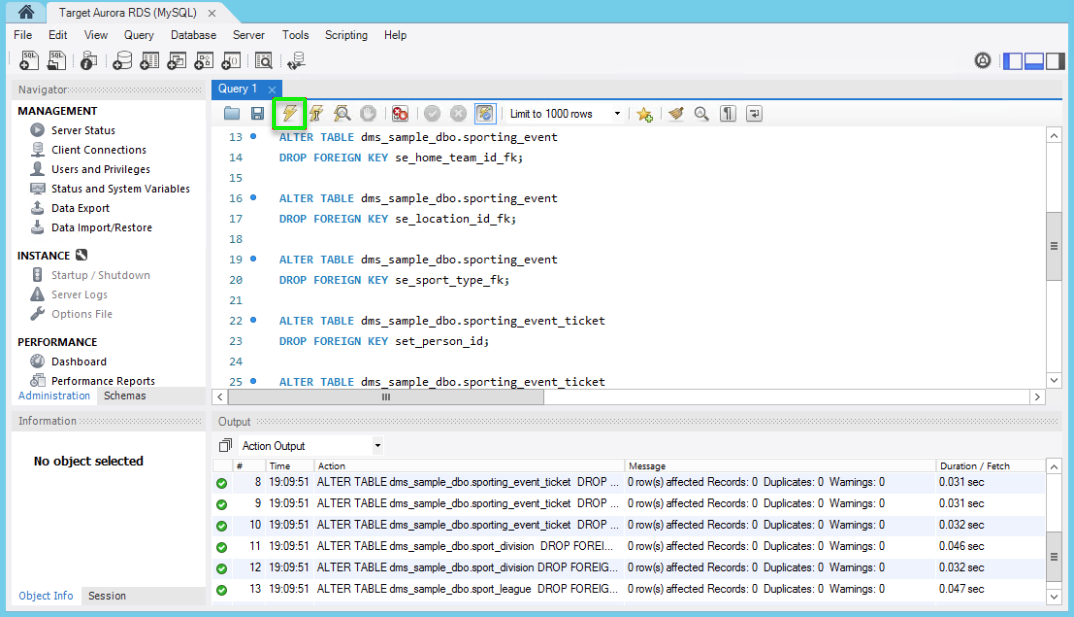 Target Aurora RDS (MySQL) ×
File Edit View Query Database Server Tools Scripting Help
Navigator
MANAGEMENT
Server Status
Client Connections
Users and Privileges
Status and System Variables
Data Export
Data Import/Restore
INSTANCE
Startup / Shutdown
Server Logs
Options File
PERFORMANCE
Dashboard
Performance Reports
Administration Schemas
Information
No object selected
Object Info Session
Query 1 ×
Limit to 1000 rows
13 ALTER TABLE dms_sample_dbo.sporting_event
14 DROP FOREIGN KEY se_home_team_id_fk;
15
16 ALTER TABLE dms_sample_dbo.sporting_event
17 DROP FOREIGN KEY se_location_id_fk;
18
19 ALTER TABLE dms_sample_dbo.sporting_event
20 DROP FOREIGN KEY se_sport_type_fk;
21
22 ALTER TABLE dms_sample_dbo.sporting_event_ticket
23 DROP FOREIGN KEY set_person_id;
24
25 ALTER TABLE dms_sample_dbo.sporting_event_ticket
Output
Action Output
# Time Action Message Duration / Fetch
8 19:09:51 ALTER TABLE dms_sample_dbo.sporting_event_ticket DROP ... 0 row(s) affected Records: 0 Duplicates: 0 Warnings: 0 0.031 sec
9 19:09:51 ALTER TABLE dms_sample_dbo.sporting_event_ticket DROP ... 0 row(s) affected Records: 0 Duplicates: 0 Warnings: 0 0.031 sec
10 19:09:51 ALTER TABLE dms_sample_dbo.sporting_event_ticket DROP ... 0 row(s) affected Records: 0 Duplicates: 0 Warnings: 0 0.032 sec
11 19:09:51 ALTER TABLE dms_sample_dbo.sport_division DROP FOREI... 0 row(s) affected Records: 0 Duplicates: 0 Warnings: 0 0.046 sec
12 19:09:51 ALTER TABLE dms_sample_dbo.sport_division DROP FOREIG... 0 row(s) affected Records: 0 Duplicates: 0 Warnings: 0 0.032 sec
13 19:09:51 ALTER TABLE dms_sample_dbo.sport_league DROP FOREIG... 0 row(s) affected Records: 0 Duplicates: 0 Warnings: 0 0.047 sec